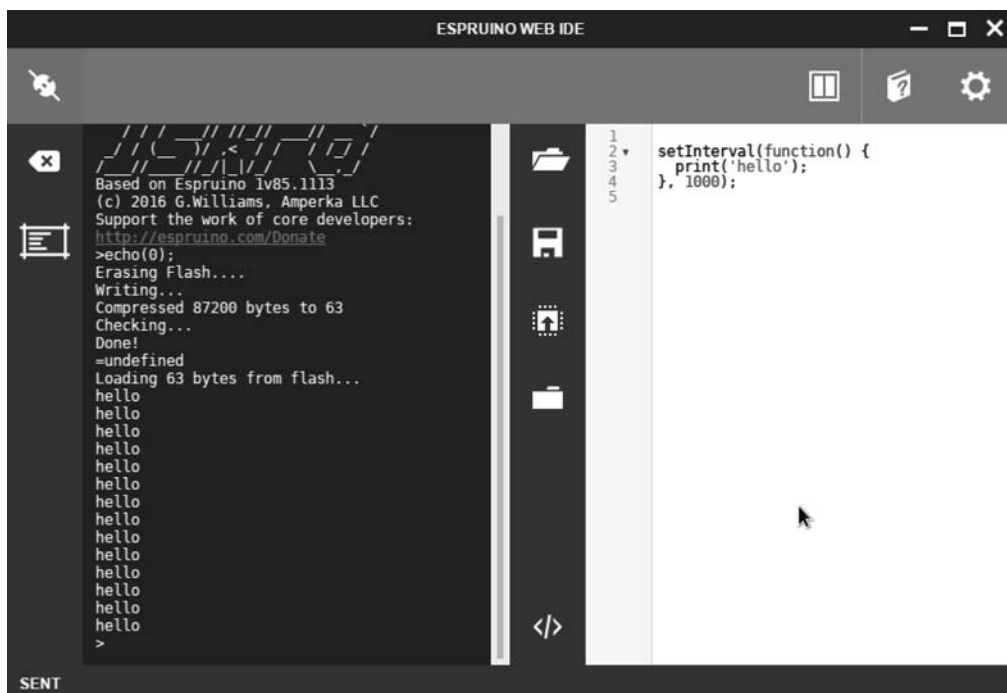 ESPRUINO WEB IDE
Based on Espruino 1v85.1113
(c) 2016 G.Williams, Amperka LLC
Support the work of core developers:
http://espruino.com/Donate
>echo(0);
Erasing Flash....
Writing...
Compressed 87200 bytes to 63
Checking...
Done!
=undefined
Loading 63 bytes from flash...
hello
hello
hello
hello
hello
hello
hello
hello
hello
hello
hello
hello
hello
hello
>
1
2 setInterval(function() {
3   print('hello');
4 }, 1000);
5
SENT